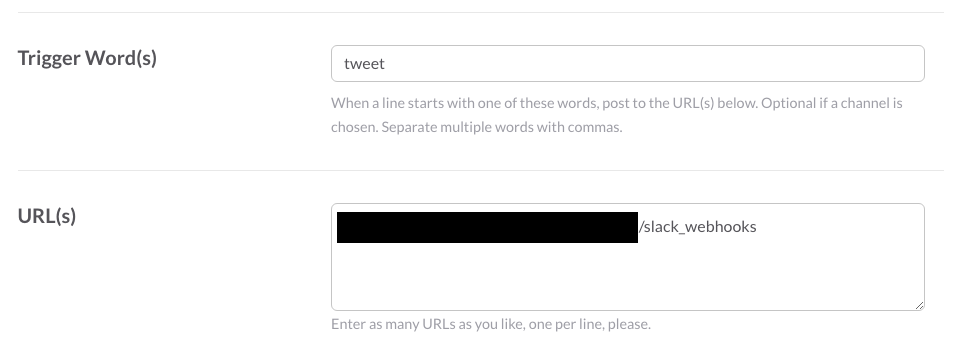 Trigger Word(s)
tweet
When a line starts with one of these words, post to the URL(s) below. Optional if a channel is
chosen. Separate multiple words with commas.
URL(s)
/slack_webhooks
Enter as many URLs as you like, one per line, please.